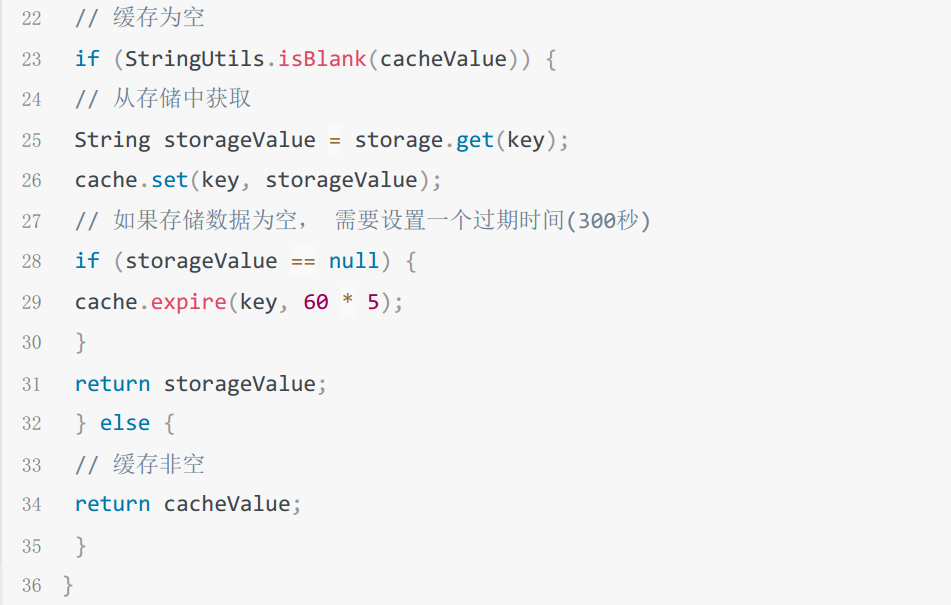 22 // 缓存为空
23 if (StringUtils.isBlank(cacheValue)) {
24 // 从存储中获取
25 String storageValue = storage.get(key);
26 cache.set(key, storageValue);
27 // 如果存储数据为空， 需要设置一个过期时间(300秒)
28 if (storageValue == null) {
29 cache.expire(key, 60 * 5);
30 }
31 return storageValue;
32 } else {
33 // 缓存非空
34 return cacheValue;
35 }
36 }